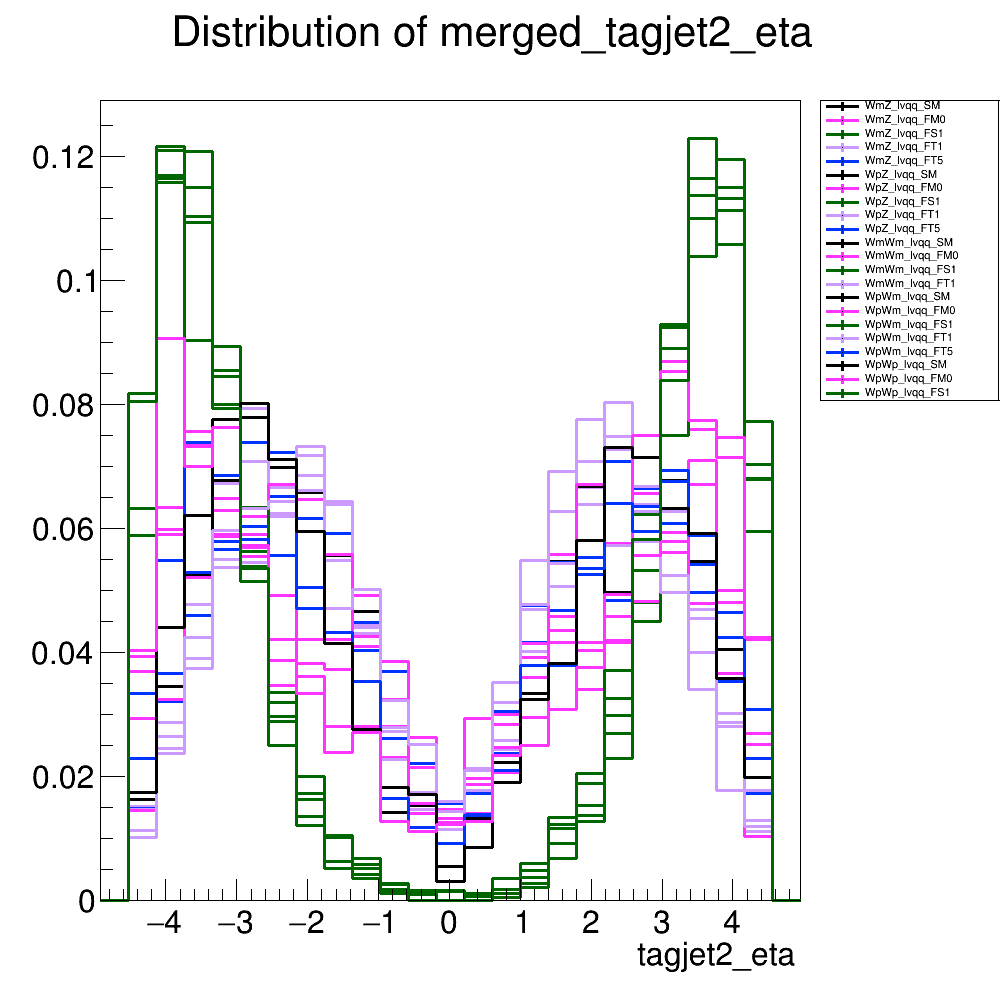 Distribution of merged_tagjet2_eta
WmZ_lvqq_SM
WmZ_lvqq_FM0
WmZ_lvqq_FS1
WmZ_lvqq_FT1
WmZ_lvqq_FT5
WpZ_lvqq_SM
WpZ_lvqq_FM0
WpZ_lvqq_FS1
WpZ_lvqq_FT1
WpZ_lvqq_FT5
WmWm_lvqq_SM
WmWm_lvqq_FM0
WmWm_lvqq_FS1
WmWm_lvqq_FT1
WpWm_lvqq_SM
WpWm_lvqq_FM0
WpWm_lvqq_FS1
WpWm_lvqq_FT1
WpWm_lvqq_FT5
WpWp_lvqq_SM
WpWp_lvqq_FM0
WpWp_lvqq_FS1
0.12
0.1
0.08
0.06
0.04
0.02
0
−4 −3 −2 −1 0 1 2 3 4
tagjet2_eta